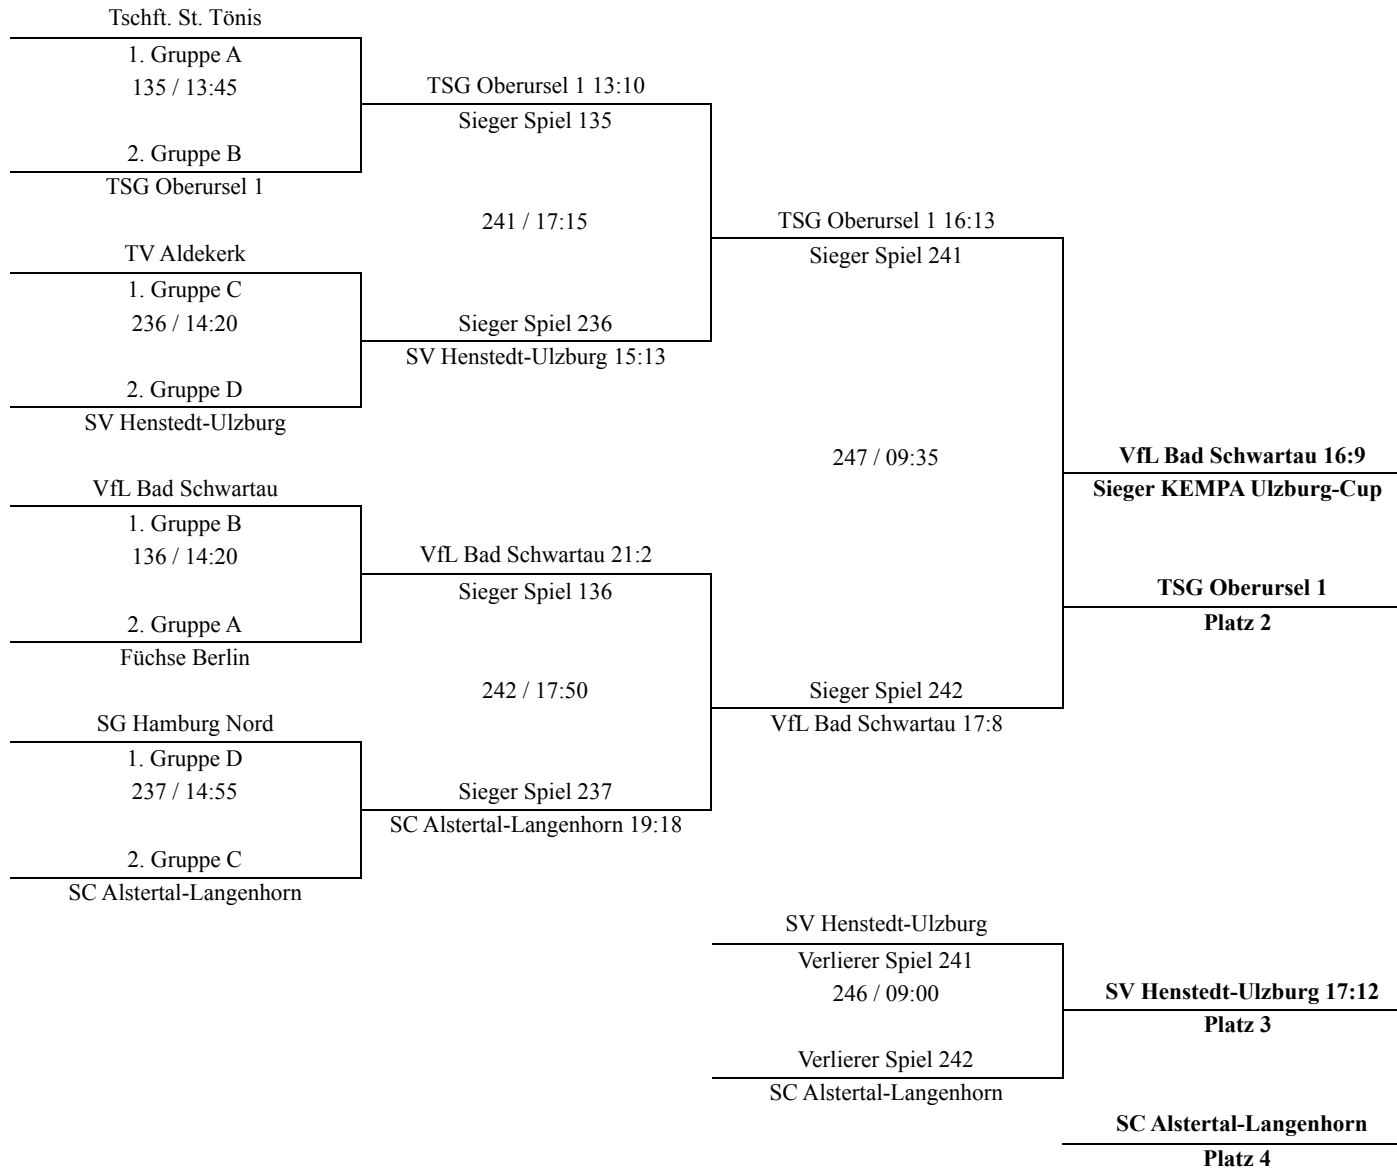 Tschft. St. Tönis
1. Gruppe A
135 / 13:45
2. Gruppe B
TSG Oberursel 1
TV Aldekerk
1. Gruppe C
236 / 14:20
2. Gruppe D
SV Henstedt-Ulzburg
VfL Bad Schwartau
1. Gruppe B
136 / 14:20
2. Gruppe A
Füchse Berlin
SG Hamburg Nord
1. Gruppe D
237 / 14:55
2. Gruppe C
SC Alstertal-Langenhorn
TSG Oberursel 1 13:10
Sieger Spiel 135
241 / 17:15
Sieger Spiel 236
SV Henstedt-Ulzburg 15:13
VfL Bad Schwartau 21:2
Sieger Spiel 136
242 / 17:50
Sieger Spiel 237
SC Alstertal-Langenhorn 19:18
TSG Oberursel 1 16:13
Sieger Spiel 241
247 / 09:35
Sieger Spiel 242
VfL Bad Schwartau 17:8
VfL Bad Schwartau 16:9
Sieger KEMPA Ulzburg-Cup
TSG Oberursel 1
Platz 2
SV Henstedt-Ulzburg
Verlierer Spiel 241
246 / 09:00
Verlierer Spiel 242
SC Alstertal-Langenhorn
SV Henstedt-Ulzburg 17:12
Platz 3
SC Alstertal-Langenhorn
Platz 4